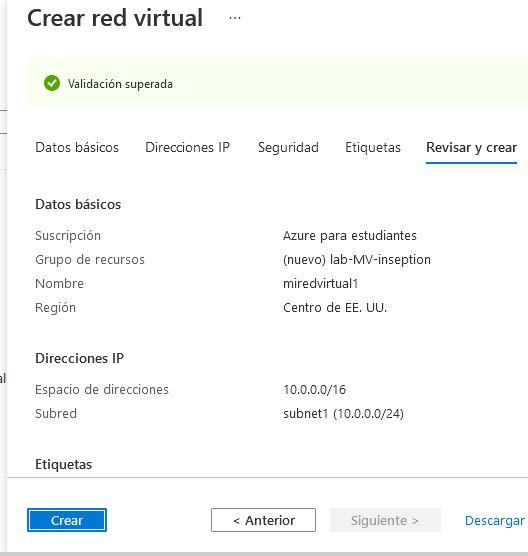 Crear red virtual ...
Validación superada
Datos básicos Direcciones IP Seguridad Etiquetas Revisar y crear
Datos básicos
Suscripción Azure para estudiantes
Grupo de recursos (nuevo) lab-MV-inseption
Nombre miredvirtual1
Región Centro de EE. UU.
Direcciones IP
Espacio de direcciones 10.0.0.0/16
Subred subnet1 (10.0.0.0/24)
Etiquetas
Crear < Anterior Siguiente > Descargar